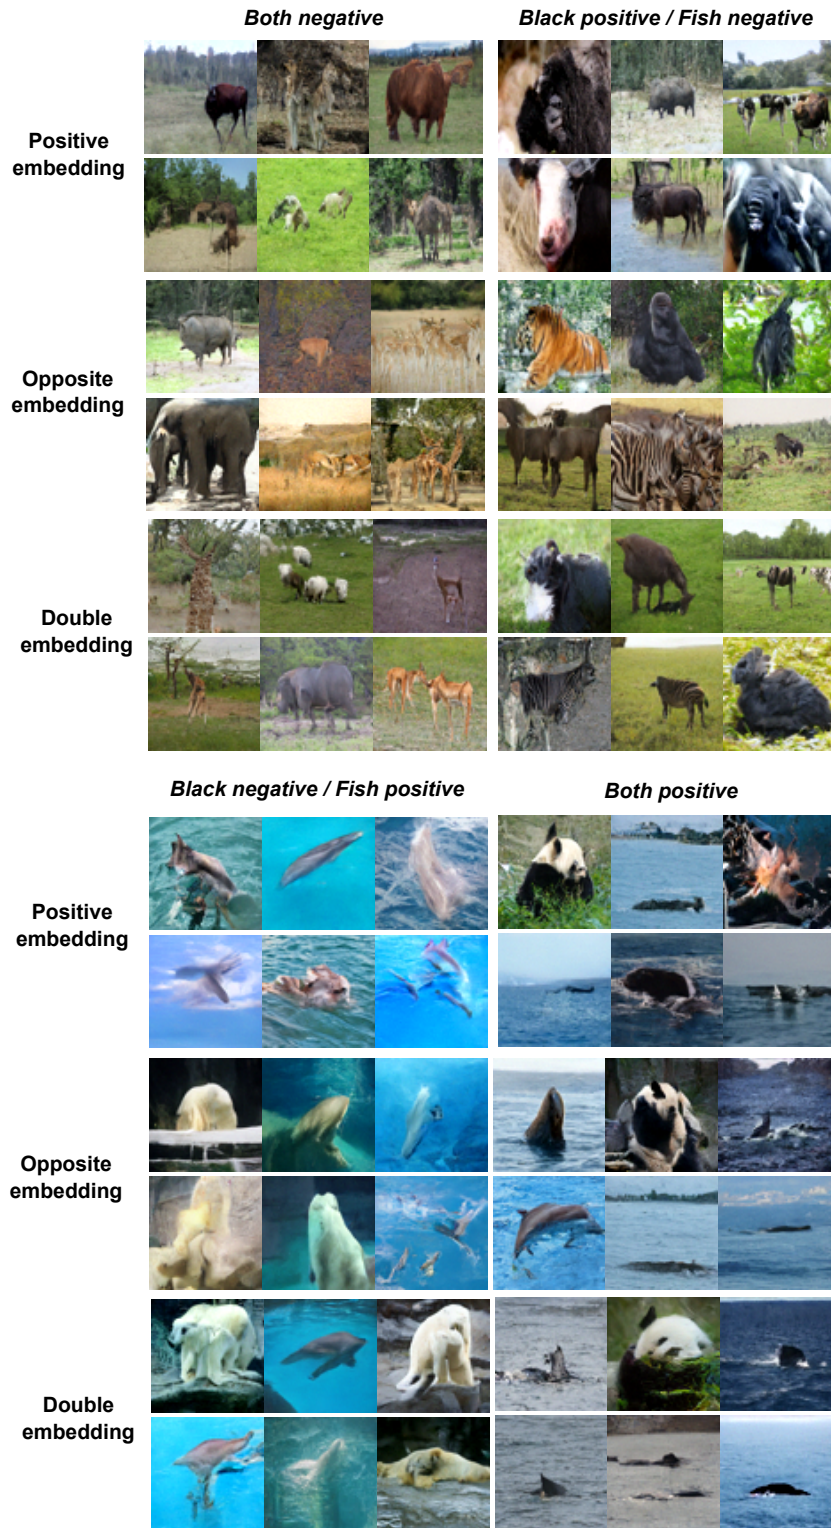 Both negative
Black positive / Fish negative
Positive
embedding
Opposite
embedding
Double
embedding
Black negative / Fish positive
Both positive
Positive
embedding
Opposite
embedding
Double
embedding